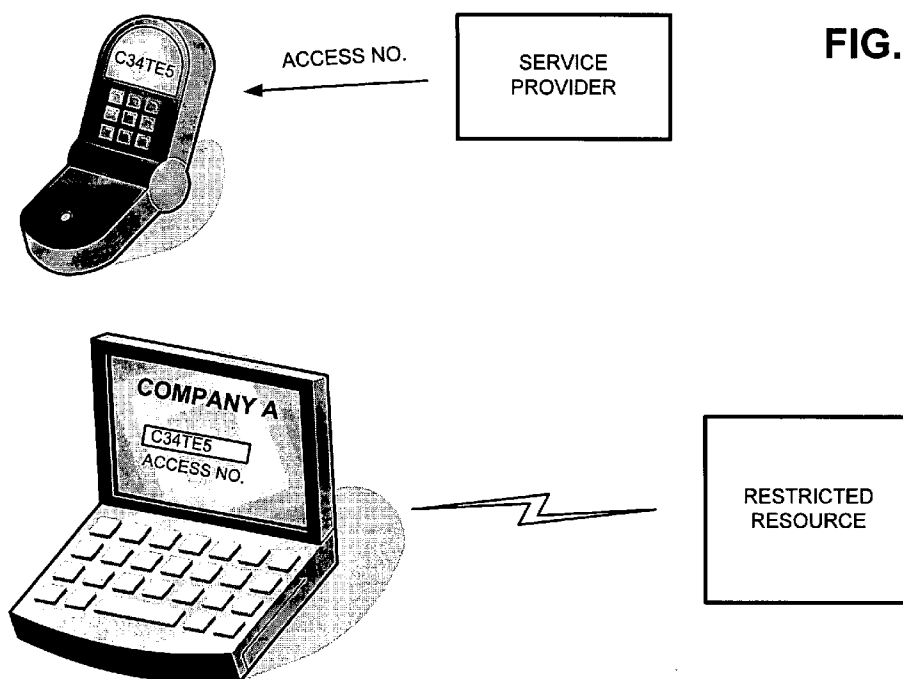 C34TE5
ACCESS NO.
SERVICE
PROVIDER
FIG.
COMPANY A
C34TE5
ACCESS NO.
RESTRICTED
RESOURCE